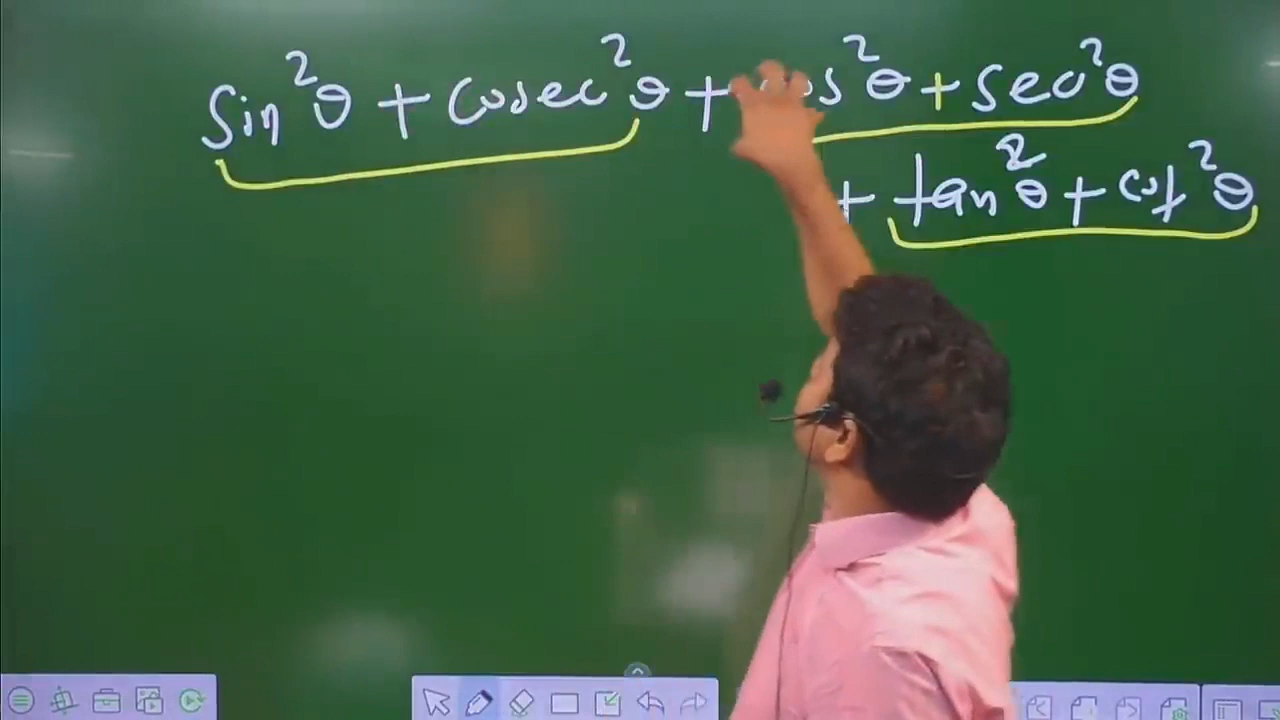 sin²θ + cosec²θ + cos²θ + sec²θ
+ tan²θ + cot²θ